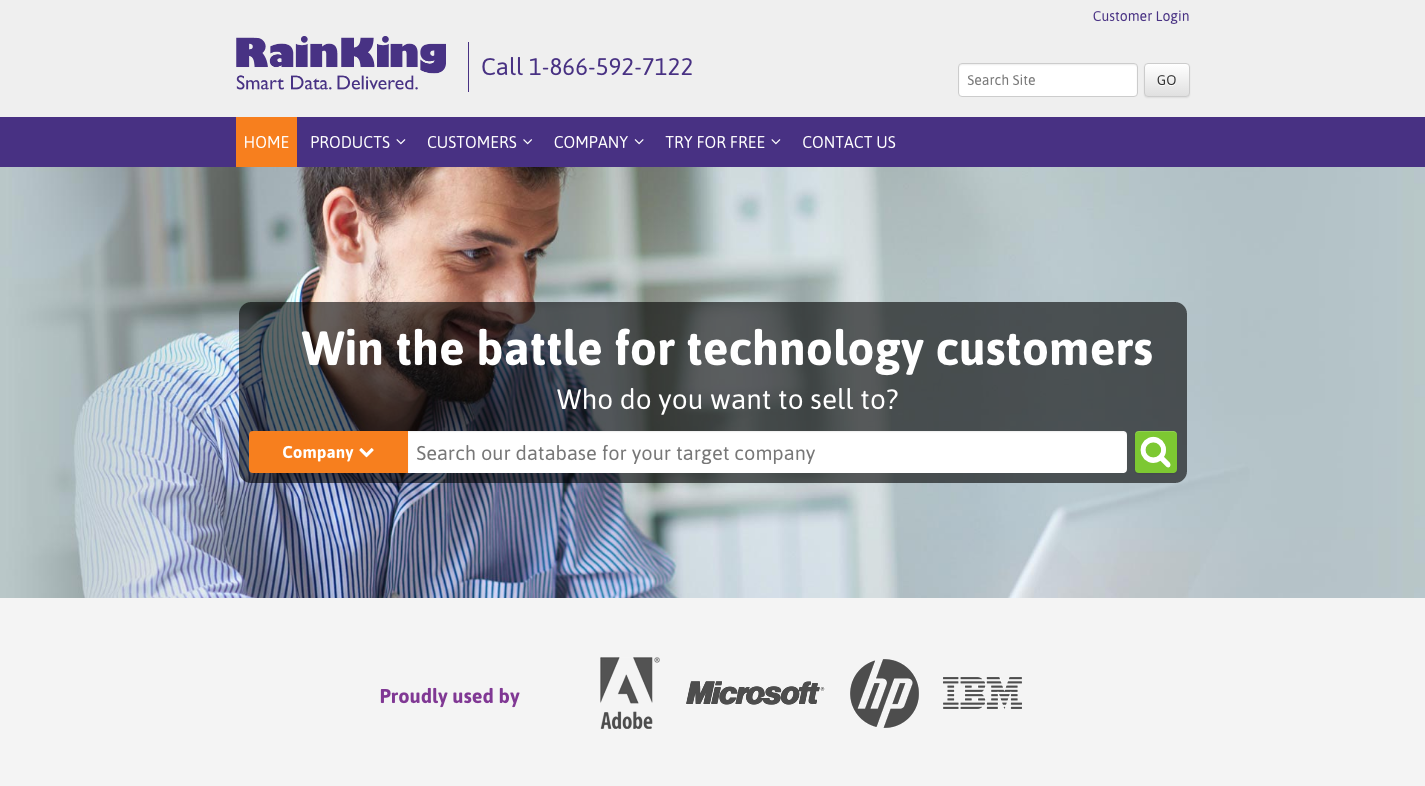 Customer Login
RainKing
Smart Data. Delivered.
Call 1-866-592-7122
Search Site
GO
HOME PRODUCTS CUSTOMERS COMPANY TRY FOR FREE CONTACT US
Win the battle for technology customers
Who do you want to sell to?
Company
Search our database for your target company
Proudly used by
Adobe®
Microsoft®
hp
IBM